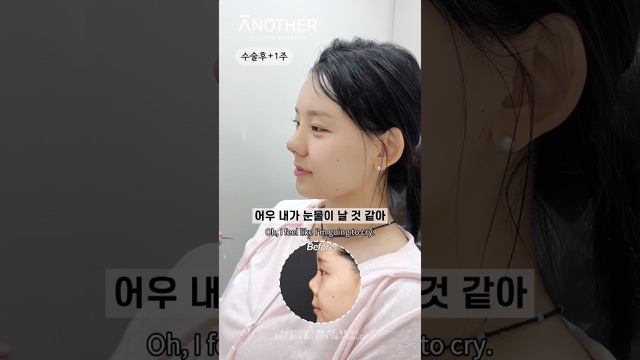 ANOTHER
수술후+1주
어우 내가 눈물이 날 것 같아
Oh, I feel like I'm going to cry.
Before
어우 내
것 같아
Oh, I fe
to cry.